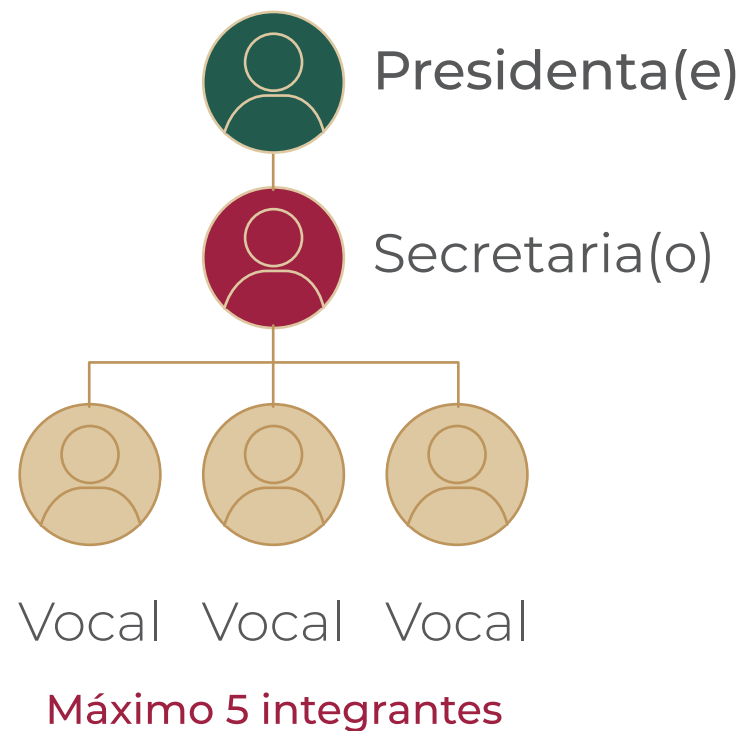 Presidenta(e)
Secretaria(o)
Vocal Vocal Vocal
Máximo 5 integrantes